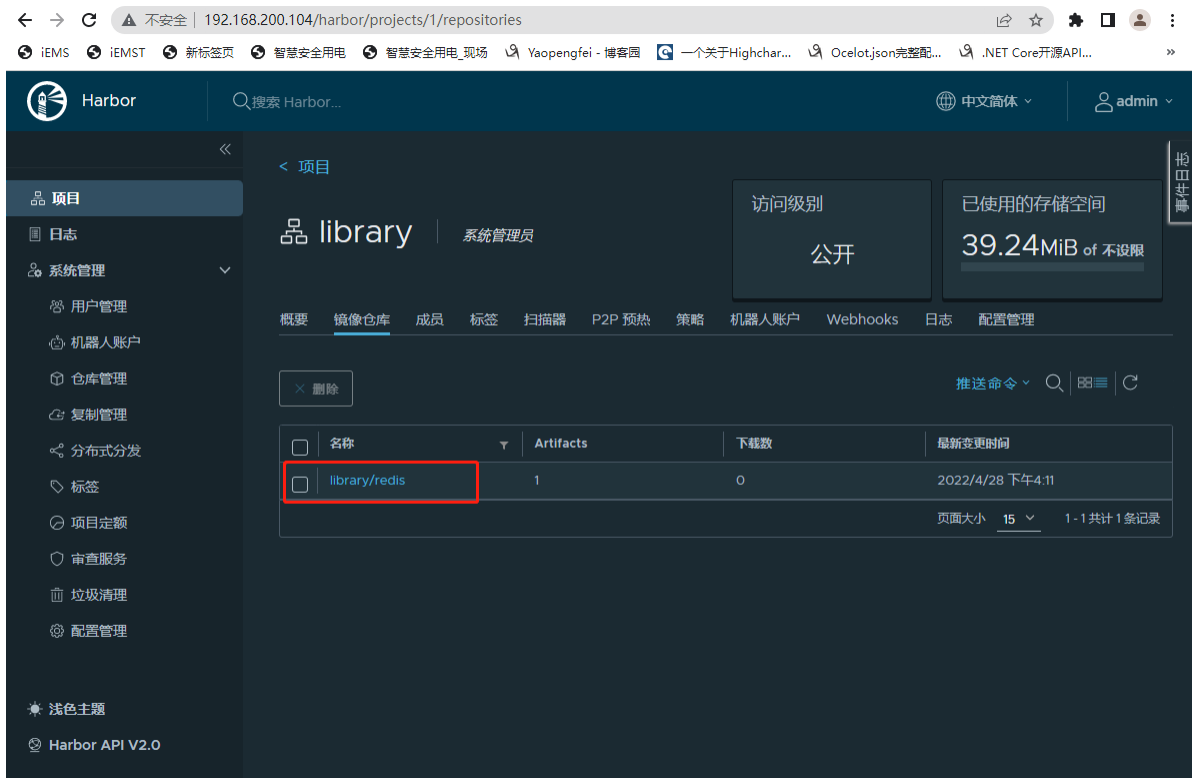 不安全 192.168.200.104/harbor/projects/1/repositories
iEMS iEMST 新标签页 智慧安全用电 智慧安全用电_现场 Yaopengfei - 博客园 一个关于Highchar... Ocelot.json完整配... .NET Core开源API... »
Harbor 搜索 Harbor... 中文简体 admin
事件日志
< 项目
项目
日志
系统管理
用户管理
机器人账户
仓库管理
复制管理
分布式分发
标签
项目定额
审查服务
垃圾清理
配置管理
浅色主题
Harbor API V2.0
library 系统管理员
访问级别
公开
已使用的存储空间
39.24MiB of 不设限
概要 镜像仓库 成员 标签 扫描器 P2P 预热 策略 机器人账户 Webhooks 日志 配置管理
× 删除 推送命令
名称 Artifacts 下载数 最新变更时间
library/redis 1 0 2022/4/28 下午4:11
页面大小 15 1 - 1 共计 1 条记录